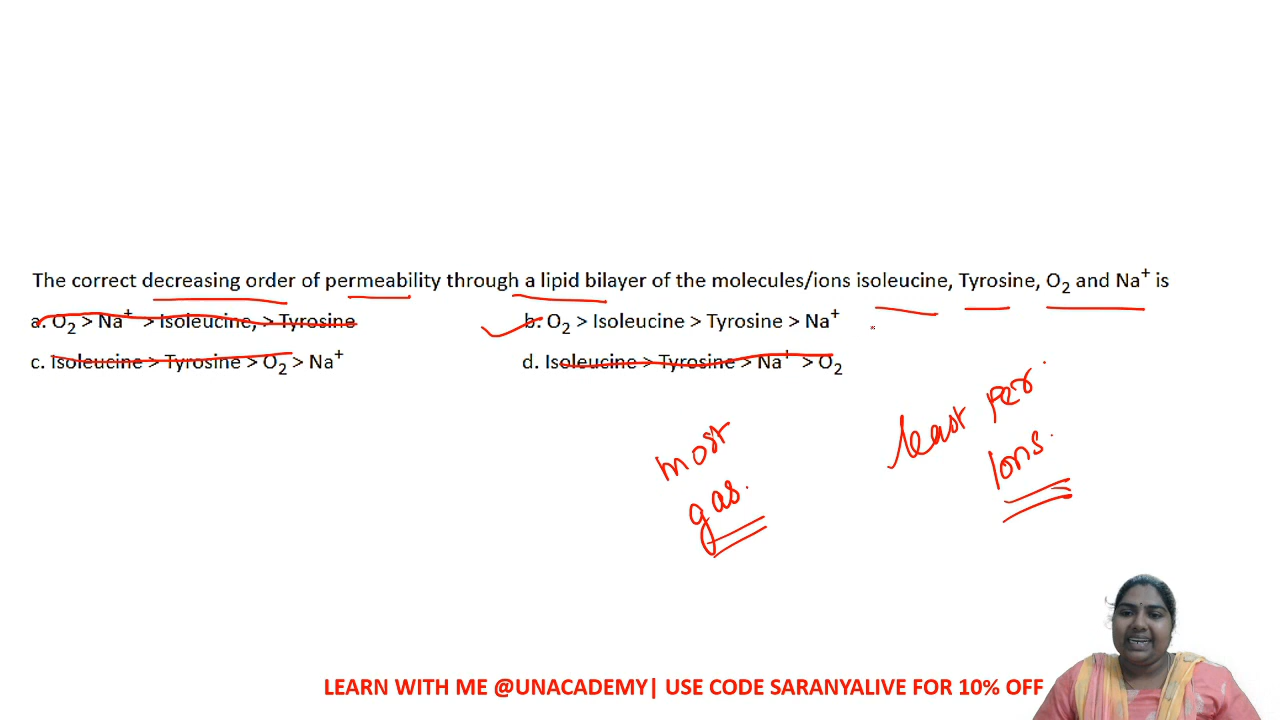 The correct decreasing order of permeability through a lipid bilayer of the molecules/ions isoleucine, Tyrosine, O₂ and Na⁺ is
a. O₂ > Na⁺ > Isoleucine, > Tyrosine
b. O₂ > Isoleucine > Tyrosine > Na⁺
c. Isoleucine > Tyrosine > O₂ > Na⁺
d. Isoleucine > Tyrosine > Na⁺ > O₂
most
gas.
least per.
Ions.
LEARN WITH ME @UNACADEMY| USE CODE SARANYALIVE FOR 10% OFF